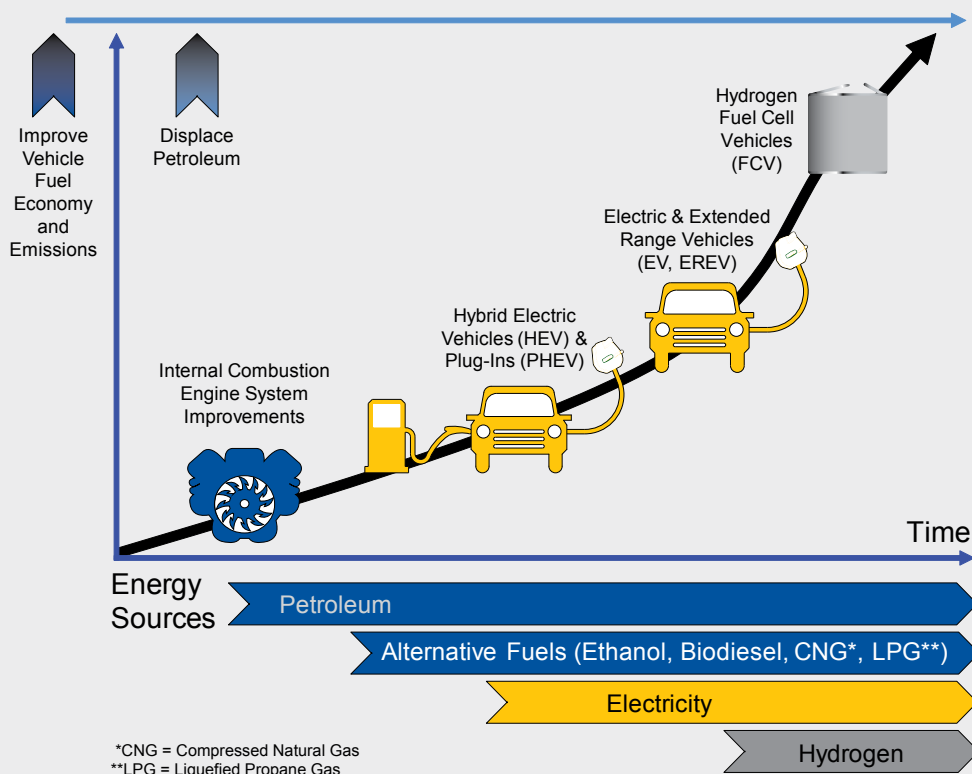 Improve
Vehicle
Fuel
Economy
and
Emissions
Displace
Petroleum
Hydrogen
Fuel Cell
Vehicles
(FCV)
Electric & Extended
Range Vehicles
(EV, EREV)
Hybrid Electric
Vehicles (HEV) &
Plug-Ins (PHEV)
Internal Combustion
Engine System
Improvements
Time
Energy
Sources
Petroleum
Alternative Fuels (Ethanol, Biodiesel, CNG*, LPG**)
Electricity
Hydrogen
*CNG = Compressed Natural Gas
**LPG = Liquefied Propane Gas